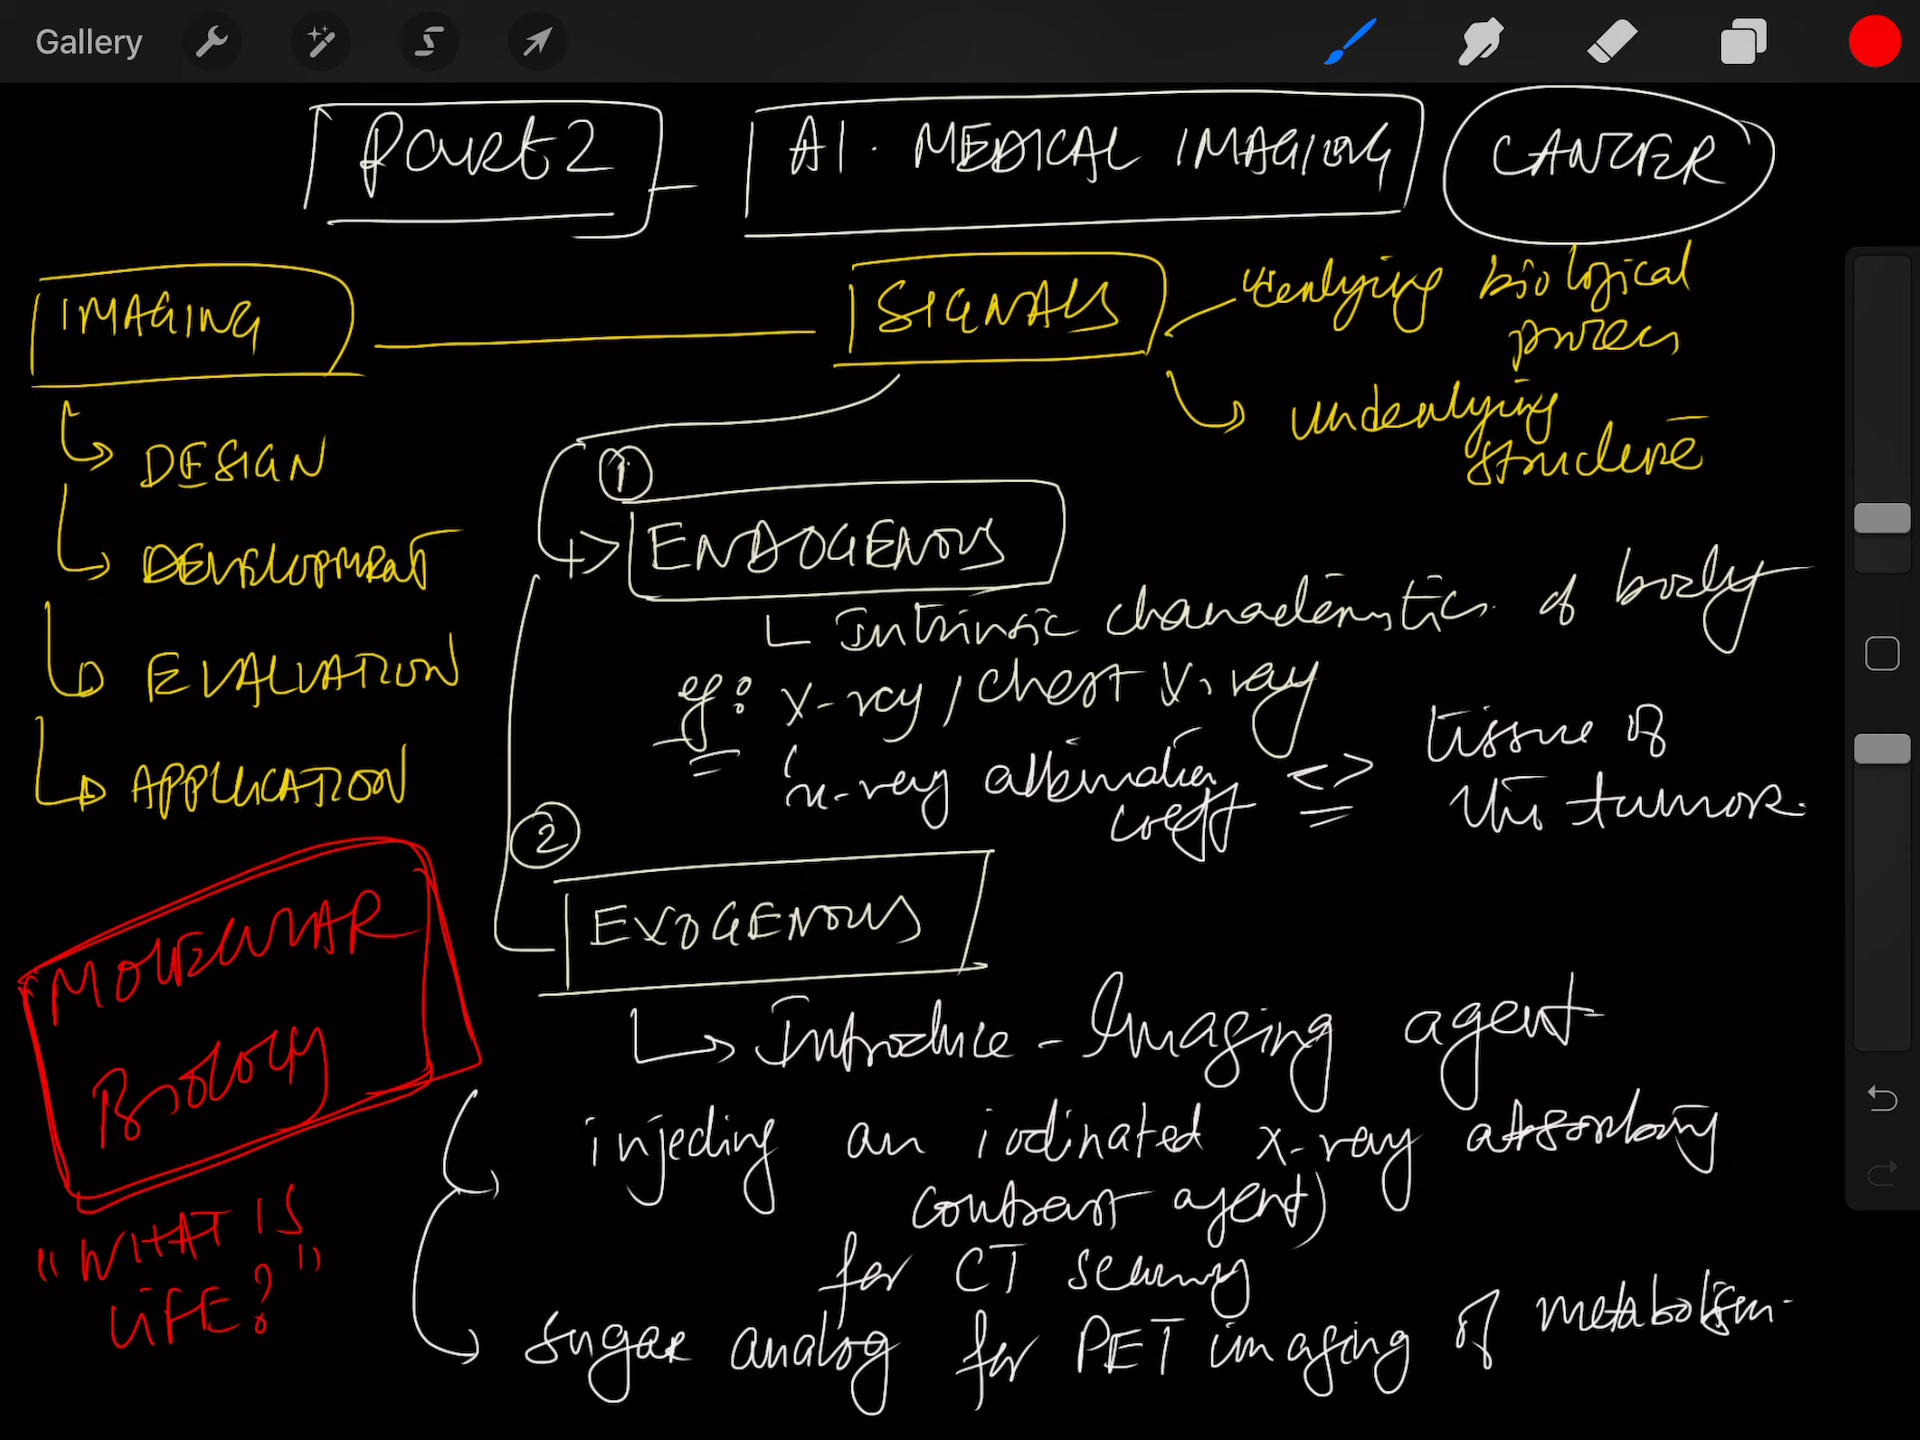 Gallery
Part 2 - AI. MEDICAL IMAGING CANCER
IMAGING
DESIGN
DEVELOPMENT
EVALUATION
APPLICATION
SIGNALS
underlying biological
process
underlying
structure
1
ENDOGENOUS
Intrinsic characteristics of body
eg: X-ray / chest X-ray
x-ray attenuation
coeff <> tissue of
the tumor.
2
EXOGENOUS
Introduce - Imaging agent
injecting an iodinated x-ray absorbing
contrast agent)
for CT scanning
sugar analog for PET imaging of metabolism.
MOLECULAR
BIOLOGY
"WHAT IS
LIFE?"